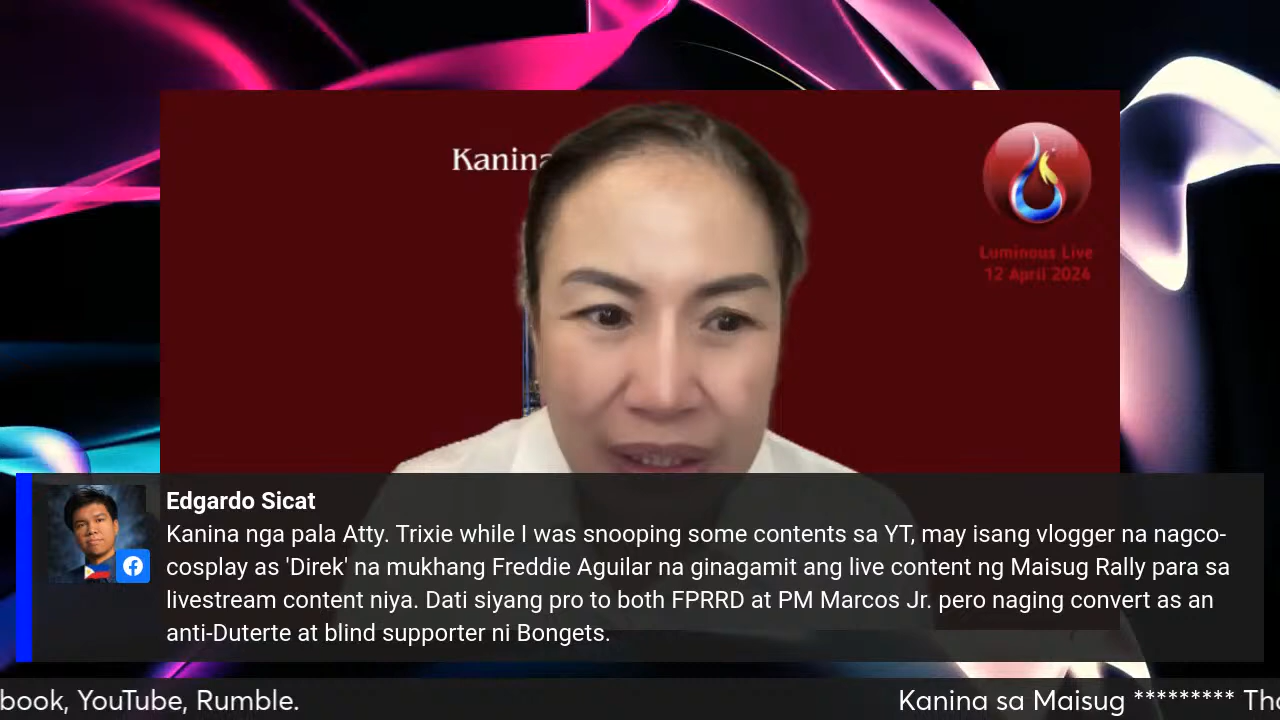 Kanina
Luminous Live
12 April 2024
Edgardo Sicat
Kanina nga pala Atty. Trixie while I was snooping some contents sa YT, may isang vlogger na nagco-
cosplay as 'Direk' na mukhang Freddie Aguilar na ginagamit ang live content ng Maisug Rally para sa
livestream content niya. Dati siyang pro to both FPRRD at PM Marcos Jr. pero naging convert as an
anti-Duterte at blind supporter ni Bongets.
book, YouTube, Rumble. Kanina sa Maisug ********* Tha